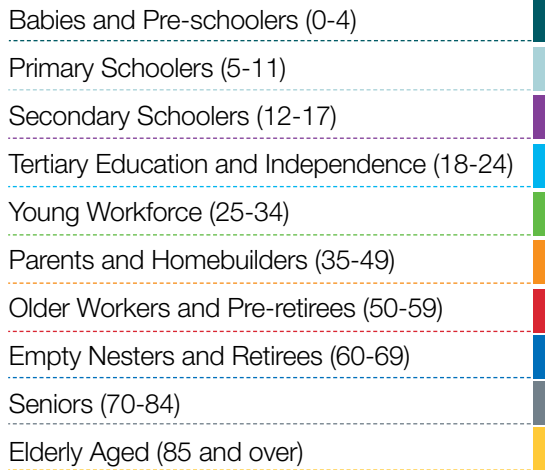 Babies and Pre-schoolers (0-4)
Primary Schoolers (5-11)
Secondary Schoolers (12-17)
Tertiary Education and Independence (18-24)
Young Workforce (25-34)
Parents and Homebuilders (35-49)
Older Workers and Pre-retirees (50-59)
Empty Nesters and Retirees (60-69)
Seniors (70-84)
Elderly Aged (85 and over)